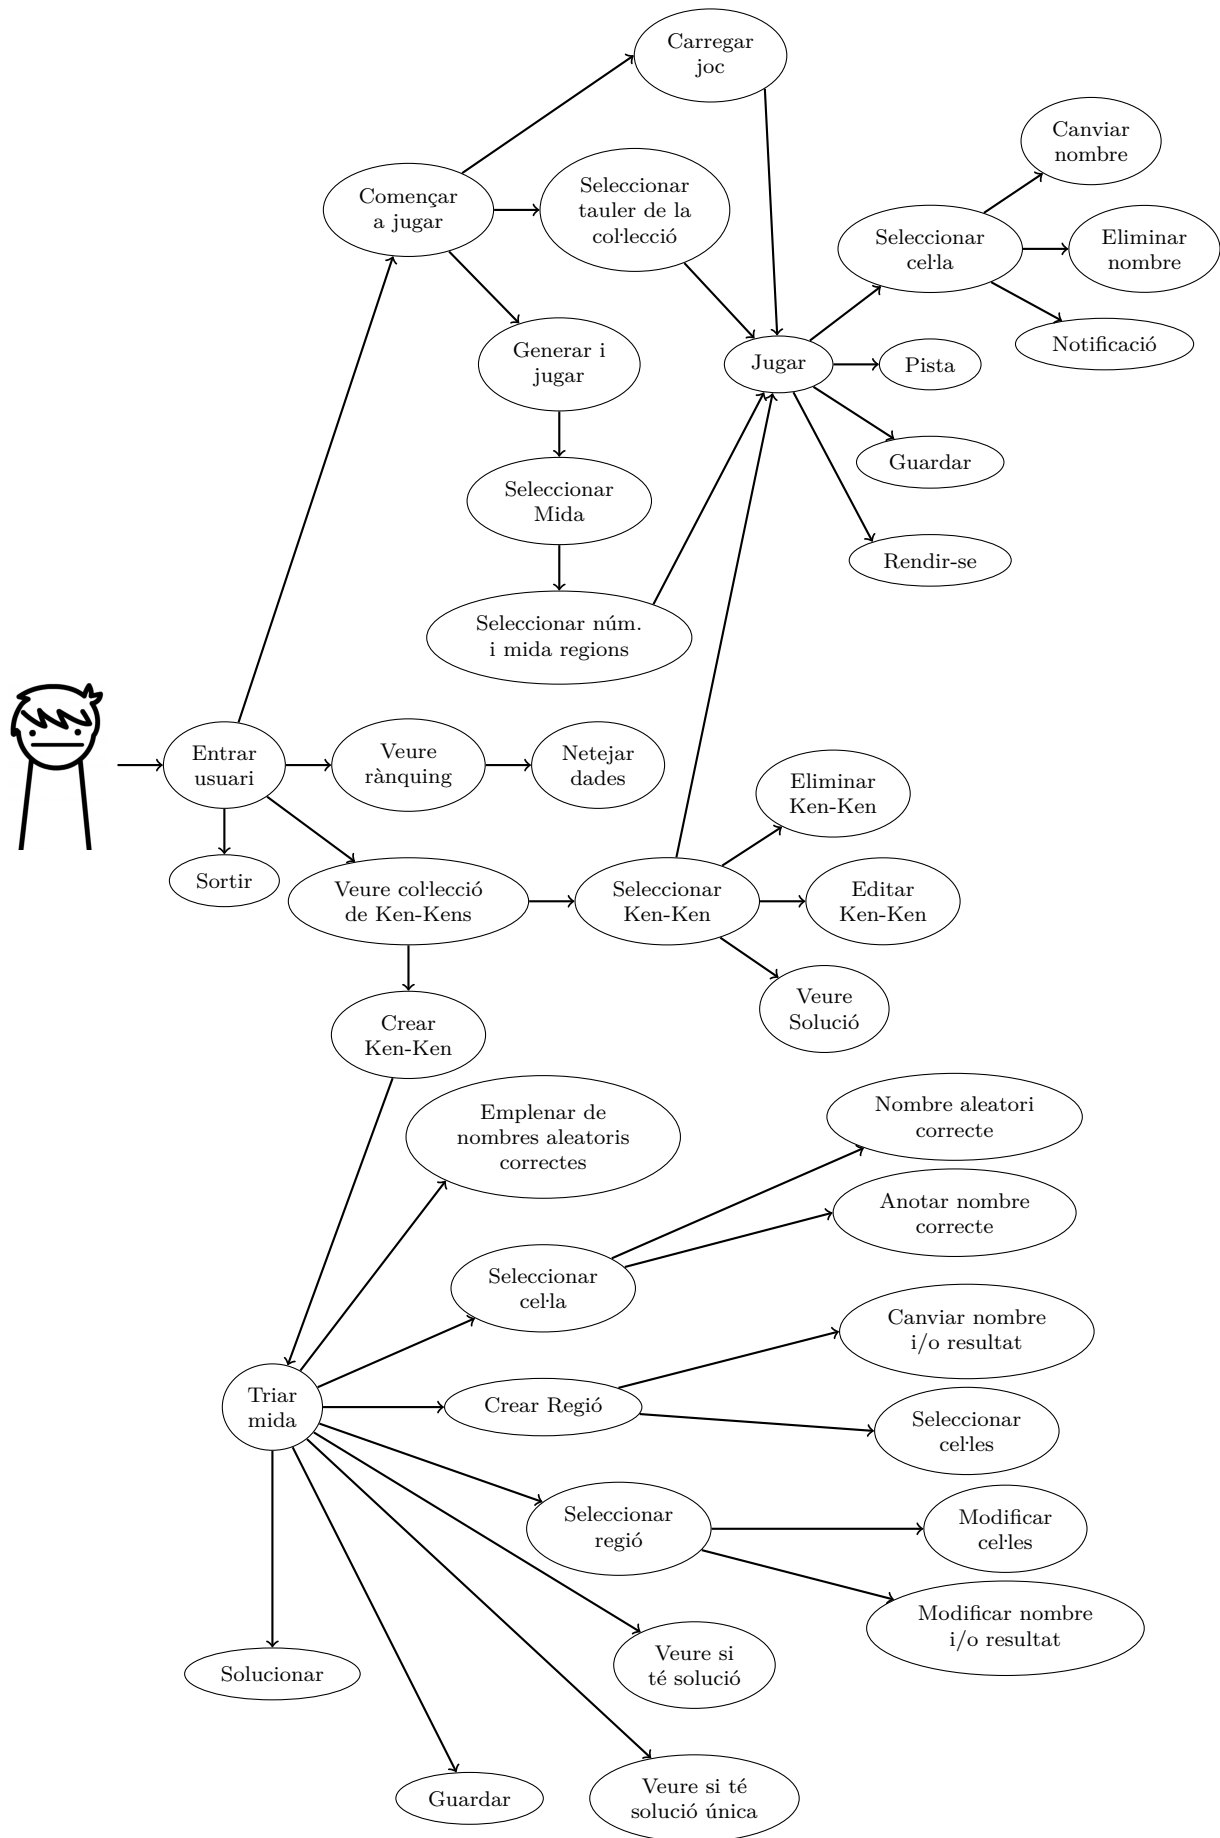 Carregar
joc
Canviar
nombre
Començar
a jugar
Seleccionar
tauler de la
col·lecció
Seleccionar
cel·la
Eliminar
nombre
Notificació
Generar i
jugar
Jugar
Pista
Guardar
Seleccionar
Mida
Rendir-se
Seleccionar núm.
i mida regions
Entrar
usuari
Veure
rànquing
Netejar
dades
Eliminar
Ken-Ken
Sortir
Veure col·lecció
de Ken-Kens
Seleccionar
Ken-Ken
Editar
Ken-Ken
Veure
Solució
Crear
Ken-Ken
Emplenar de
nombres aleatoris
correctes
Nombre aleatori
correcte
Anotar nombre
correcte
Seleccionar
cel·la
Canviar nombre
i/o resultat
Triar
mida
Crear Regió
Seleccionar
cel·les
Seleccionar
regió
Modificar
cel·les
Modificar nombre
i/o resultat
Veure si
té solució
Solucionar
Guardar
Veure si té
solució única